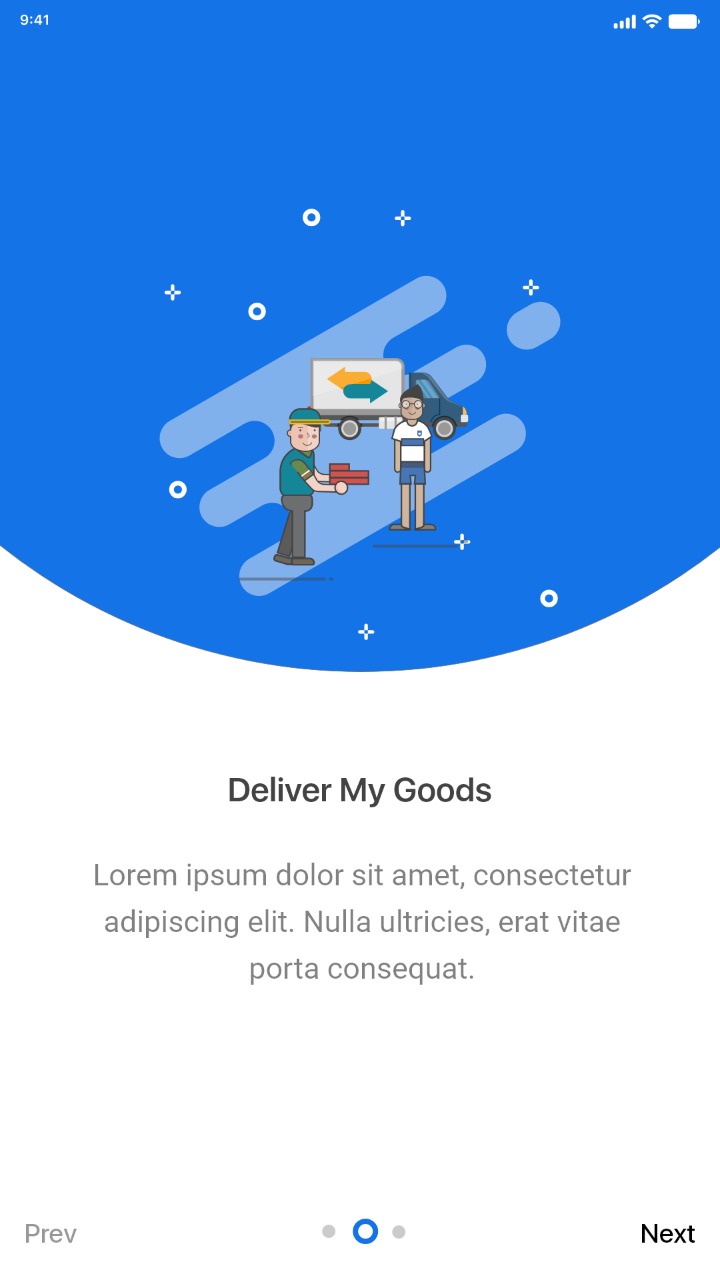 9:41
Deliver My Goods
Lorem ipsum dolor sit amet, consectetur
adipiscing elit. Nulla ultricies, erat vitae
porta consequat.
Prev
Next